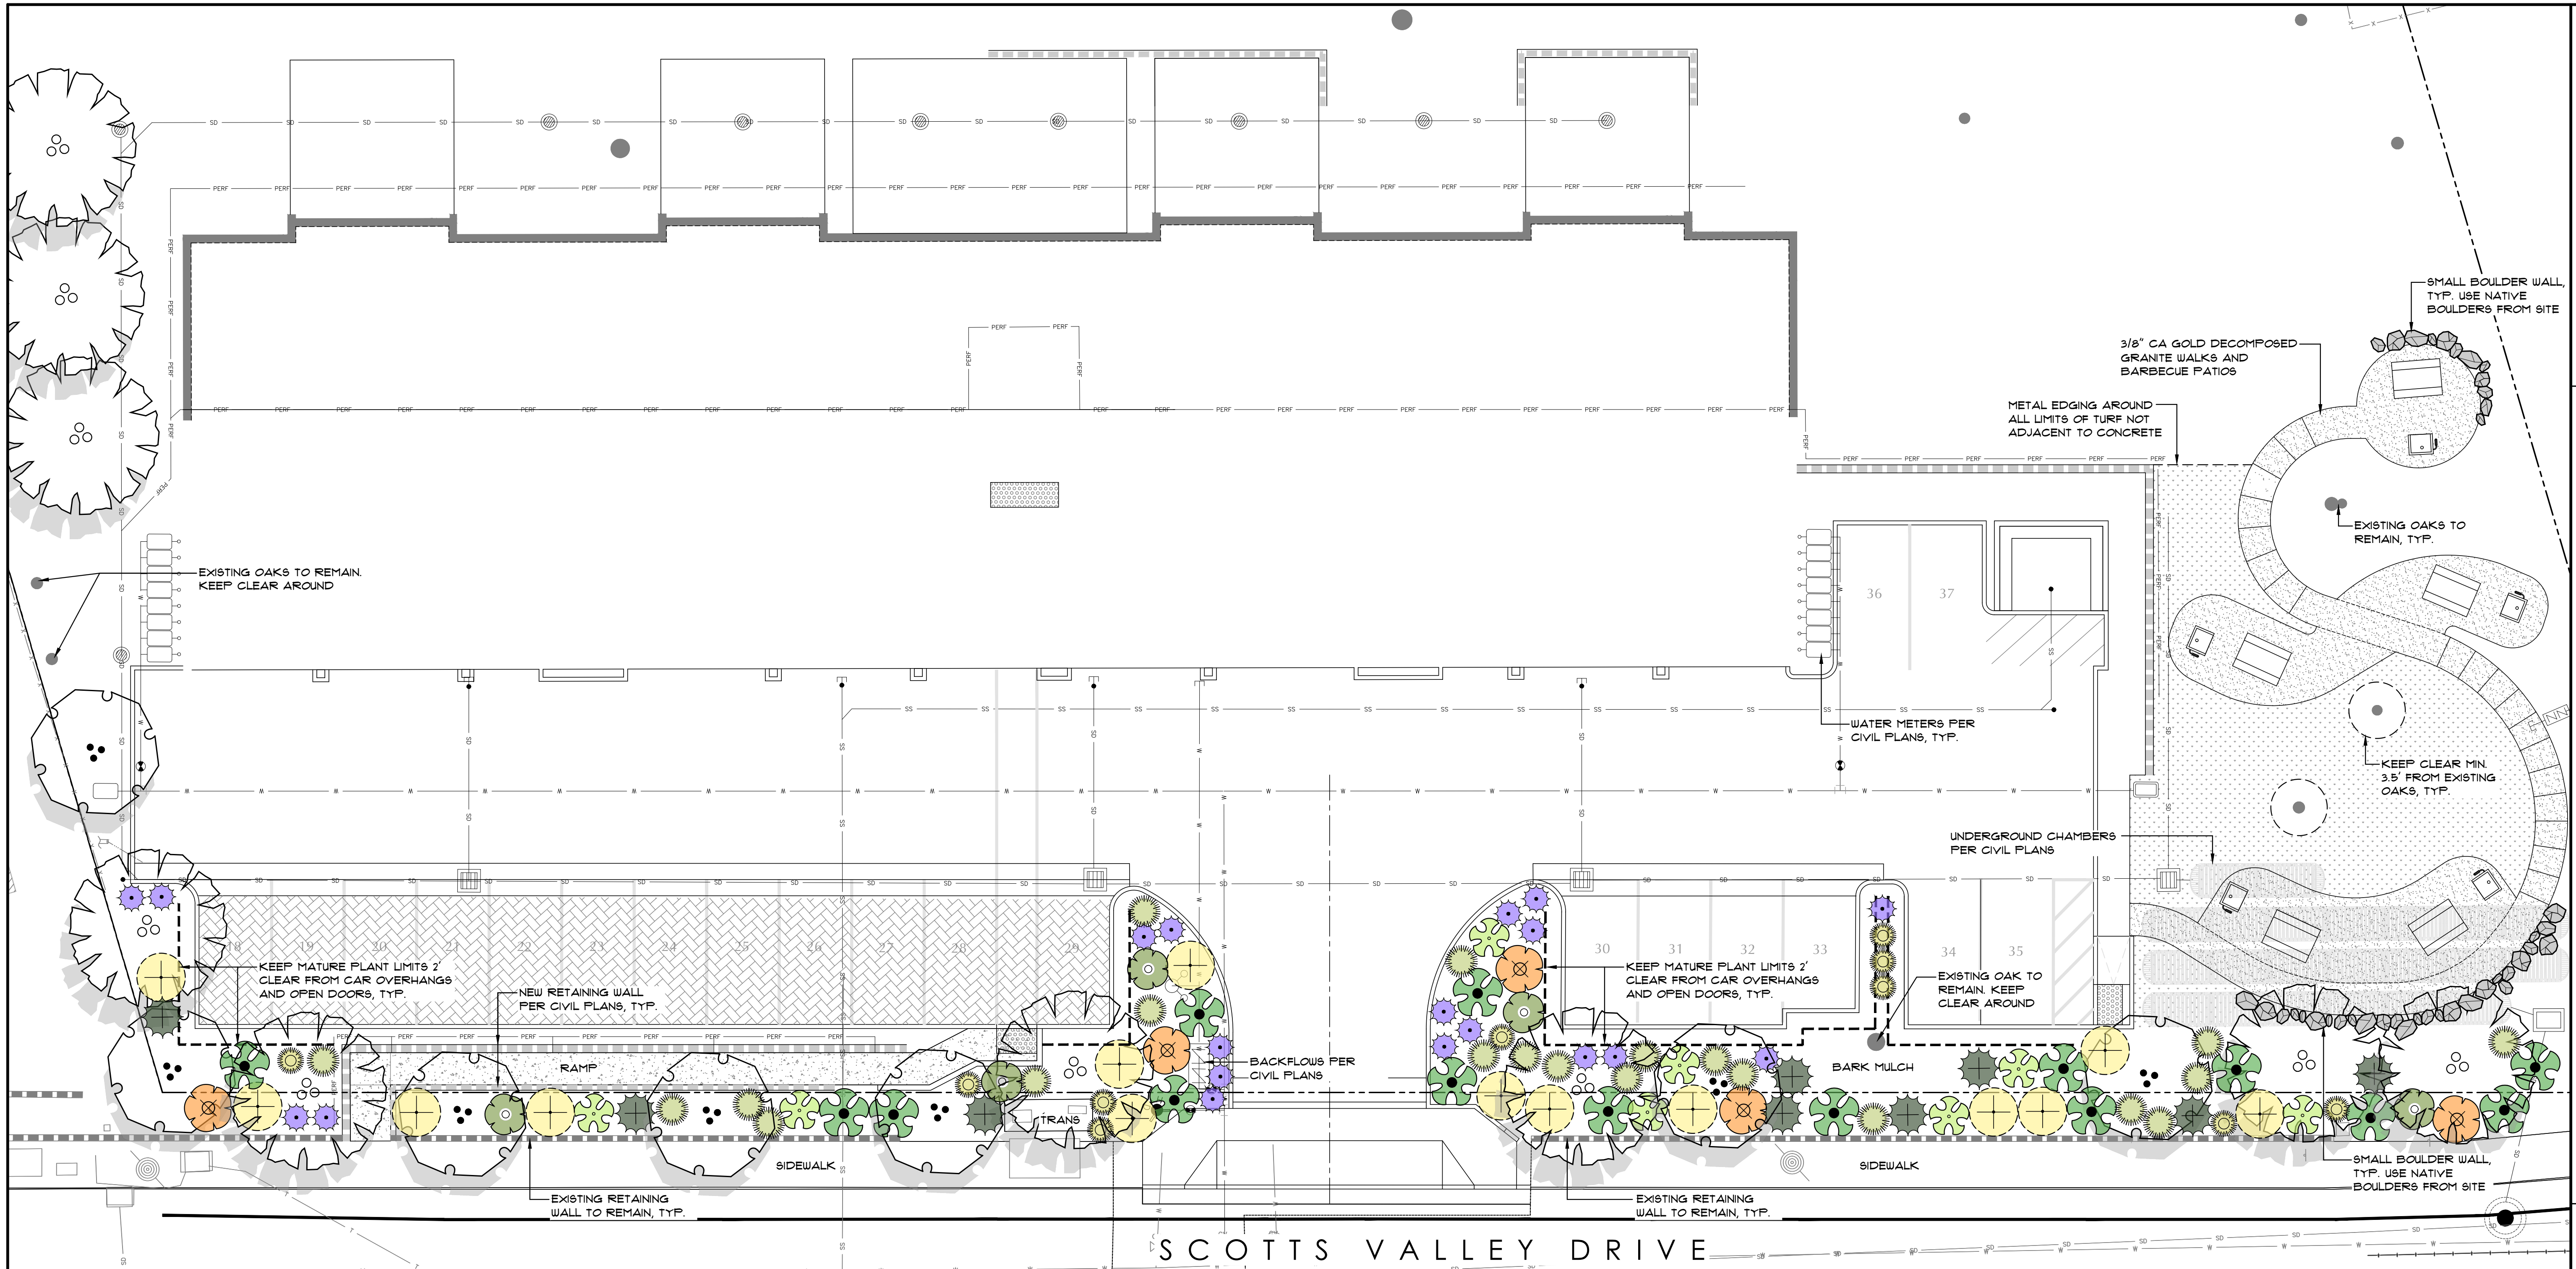 SMALL BOULDER WALL,
TYP. USE NATIVE
BOULDERS FROM SITE
3/8" CA GOLD DECOMPOSED
GRANITE WALKS AND
BARBECUE PATIOS
METAL EDGING AROUND
ALL LIMITS OF TURF NOT
ADJACENT TO CONCRETE
EXISTING OAKS TO
REMAIN, TYP.
EXISTING OAKS TO REMAIN.
KEEP CLEAR AROUND
36 37
WATER METERS PER
CIVIL PLANS, TYP.
KEEP CLEAR MIN.
3.5' FROM EXISTING
OAKS, TYP.
UNDERGROUND CHAMBERS
PER CIVIL PLANS
18 19 20 21 22 23 24 25 26 27 28 29
30 31 32 33 34 35
KEEP MATURE PLANT LIMITS 2'
CLEAR FROM CAR OVERHANGS
AND OPEN DOORS, TYP.
NEW RETAINING WALL
PER CIVIL PLANS, TYP.
KEEP MATURE PLANT LIMITS 2'
CLEAR FROM CAR OVERHANGS
AND OPEN DOORS, TYP.
EXISTING OAK TO
REMAIN. KEEP
CLEAR AROUND
RAMP
BACKFLOWS PER
CIVIL PLANS
BARK MULCH
TRANS
SIDEWALK
SIDEWALK
SMALL BOULDER WALL,
TYP. USE NATIVE
BOULDERS FROM SITE
EXISTING RETAINING
WALL TO REMAIN, TYP.
EXISTING RETAINING
WALL TO REMAIN, TYP.
SCOTTS VALLEY DRIVE